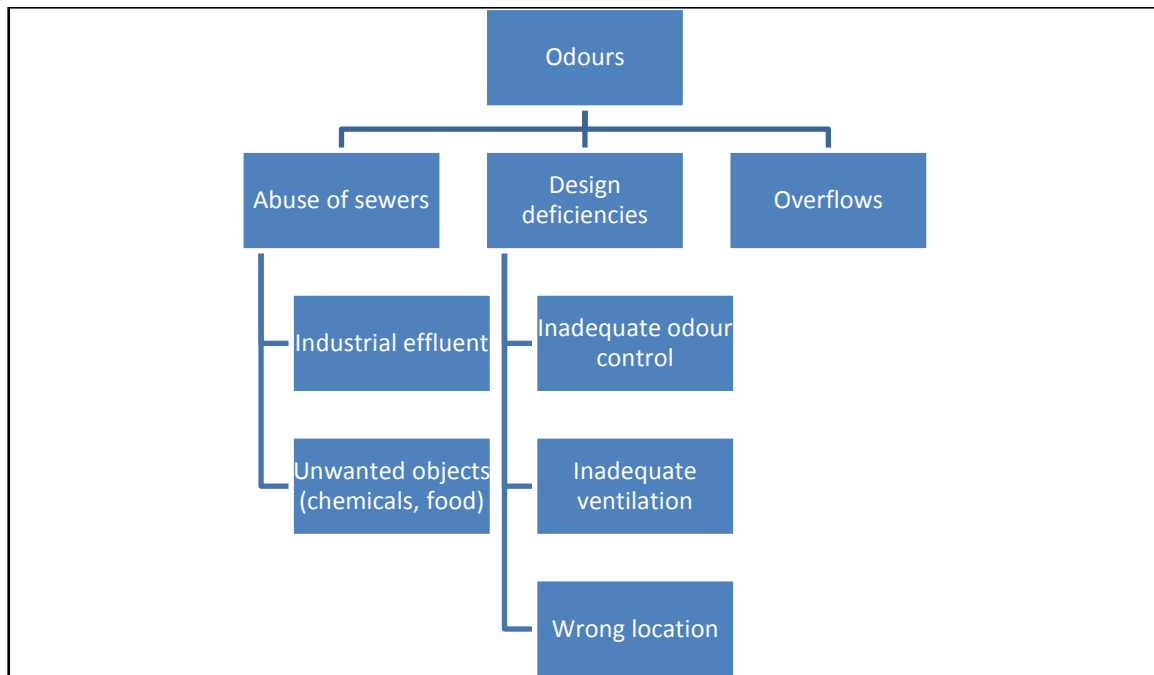 Odours
Abuse of sewers
Design
deficiencies
Overflows
Industrial effluent
Inadequate odour
control
Unwanted objects
(chemicals, food)
Inadequate
ventilation
Wrong location